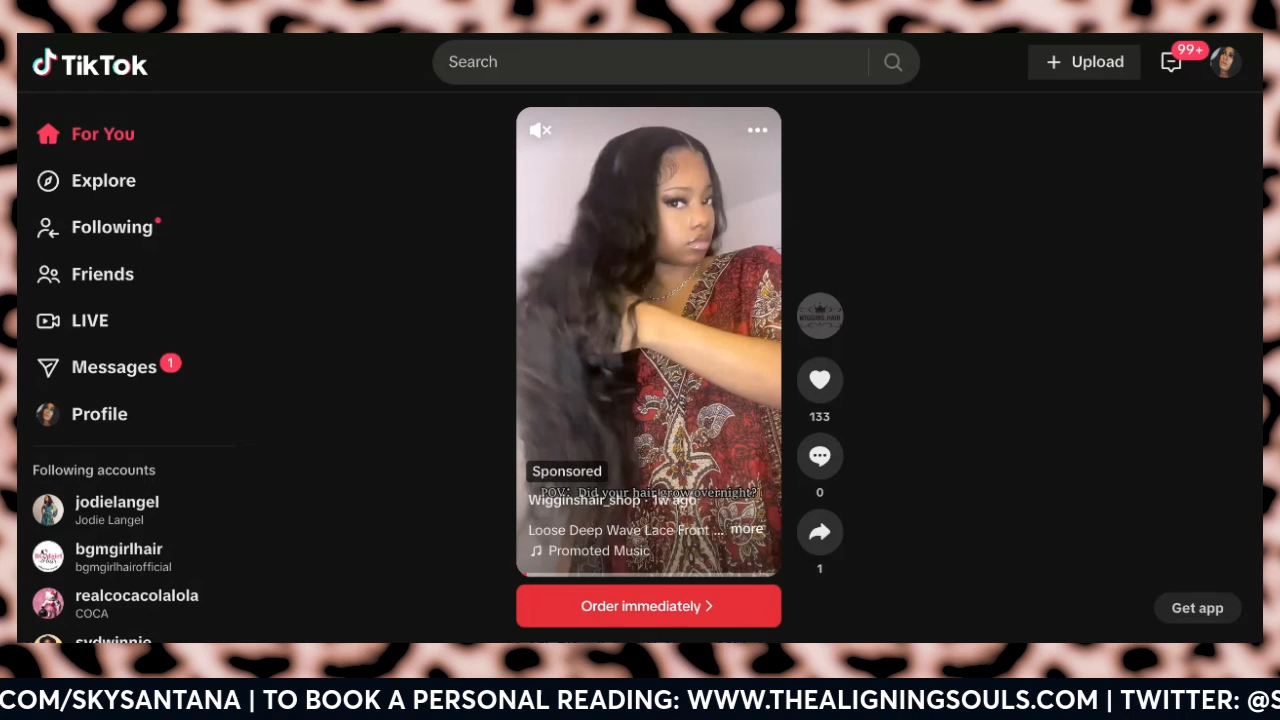 TikTok
Search
Upload
99+
For You
Explore
Following
Friends
LIVE
Messages 1
Profile
Following accounts
jodielangel
Jodie Langel
bgmgirlhair
bgmgirlhairofficial
realcocacolalola
COCA
sydwinnie
Sponsored
POV: Did your hair grow overnight?
Wigginshair_shop · 1w ago
Loose Deep Wave Lace Front ... more
Promoted Music
Order immediately
WIGGINS HAIR
133
0
1
Get app
COM/SKYSANTANA | TO BOOK A PERSONAL READING: WWW.THEALIGNINGSOULS.COM | TWITTER: @S